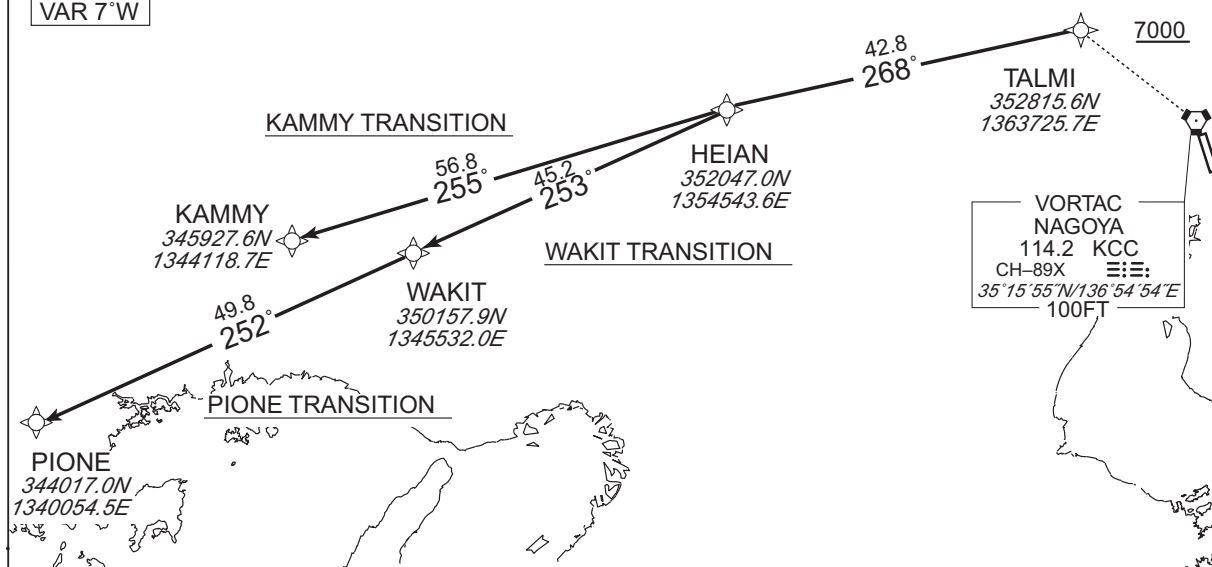 VAR 7°W
7000
42.8
268°
TALMI
352815.6N
1363725.7E
KAMMY TRANSITION
HEIAN
352047.0N
1354543.6E
56.8
255°
45.2
253°
KAMMY
345927.6N
1344118.7E
WAKIT TRANSITION
VORTAC
NAGOYA
114.2 KCC
CH–89X
35°15´55˝N/136°54´54˝E
100FT
WAKIT
350157.9N
1345532.0E
49.8
252°
PIONE TRANSITION
PIONE
344017.0N
1340054.5E